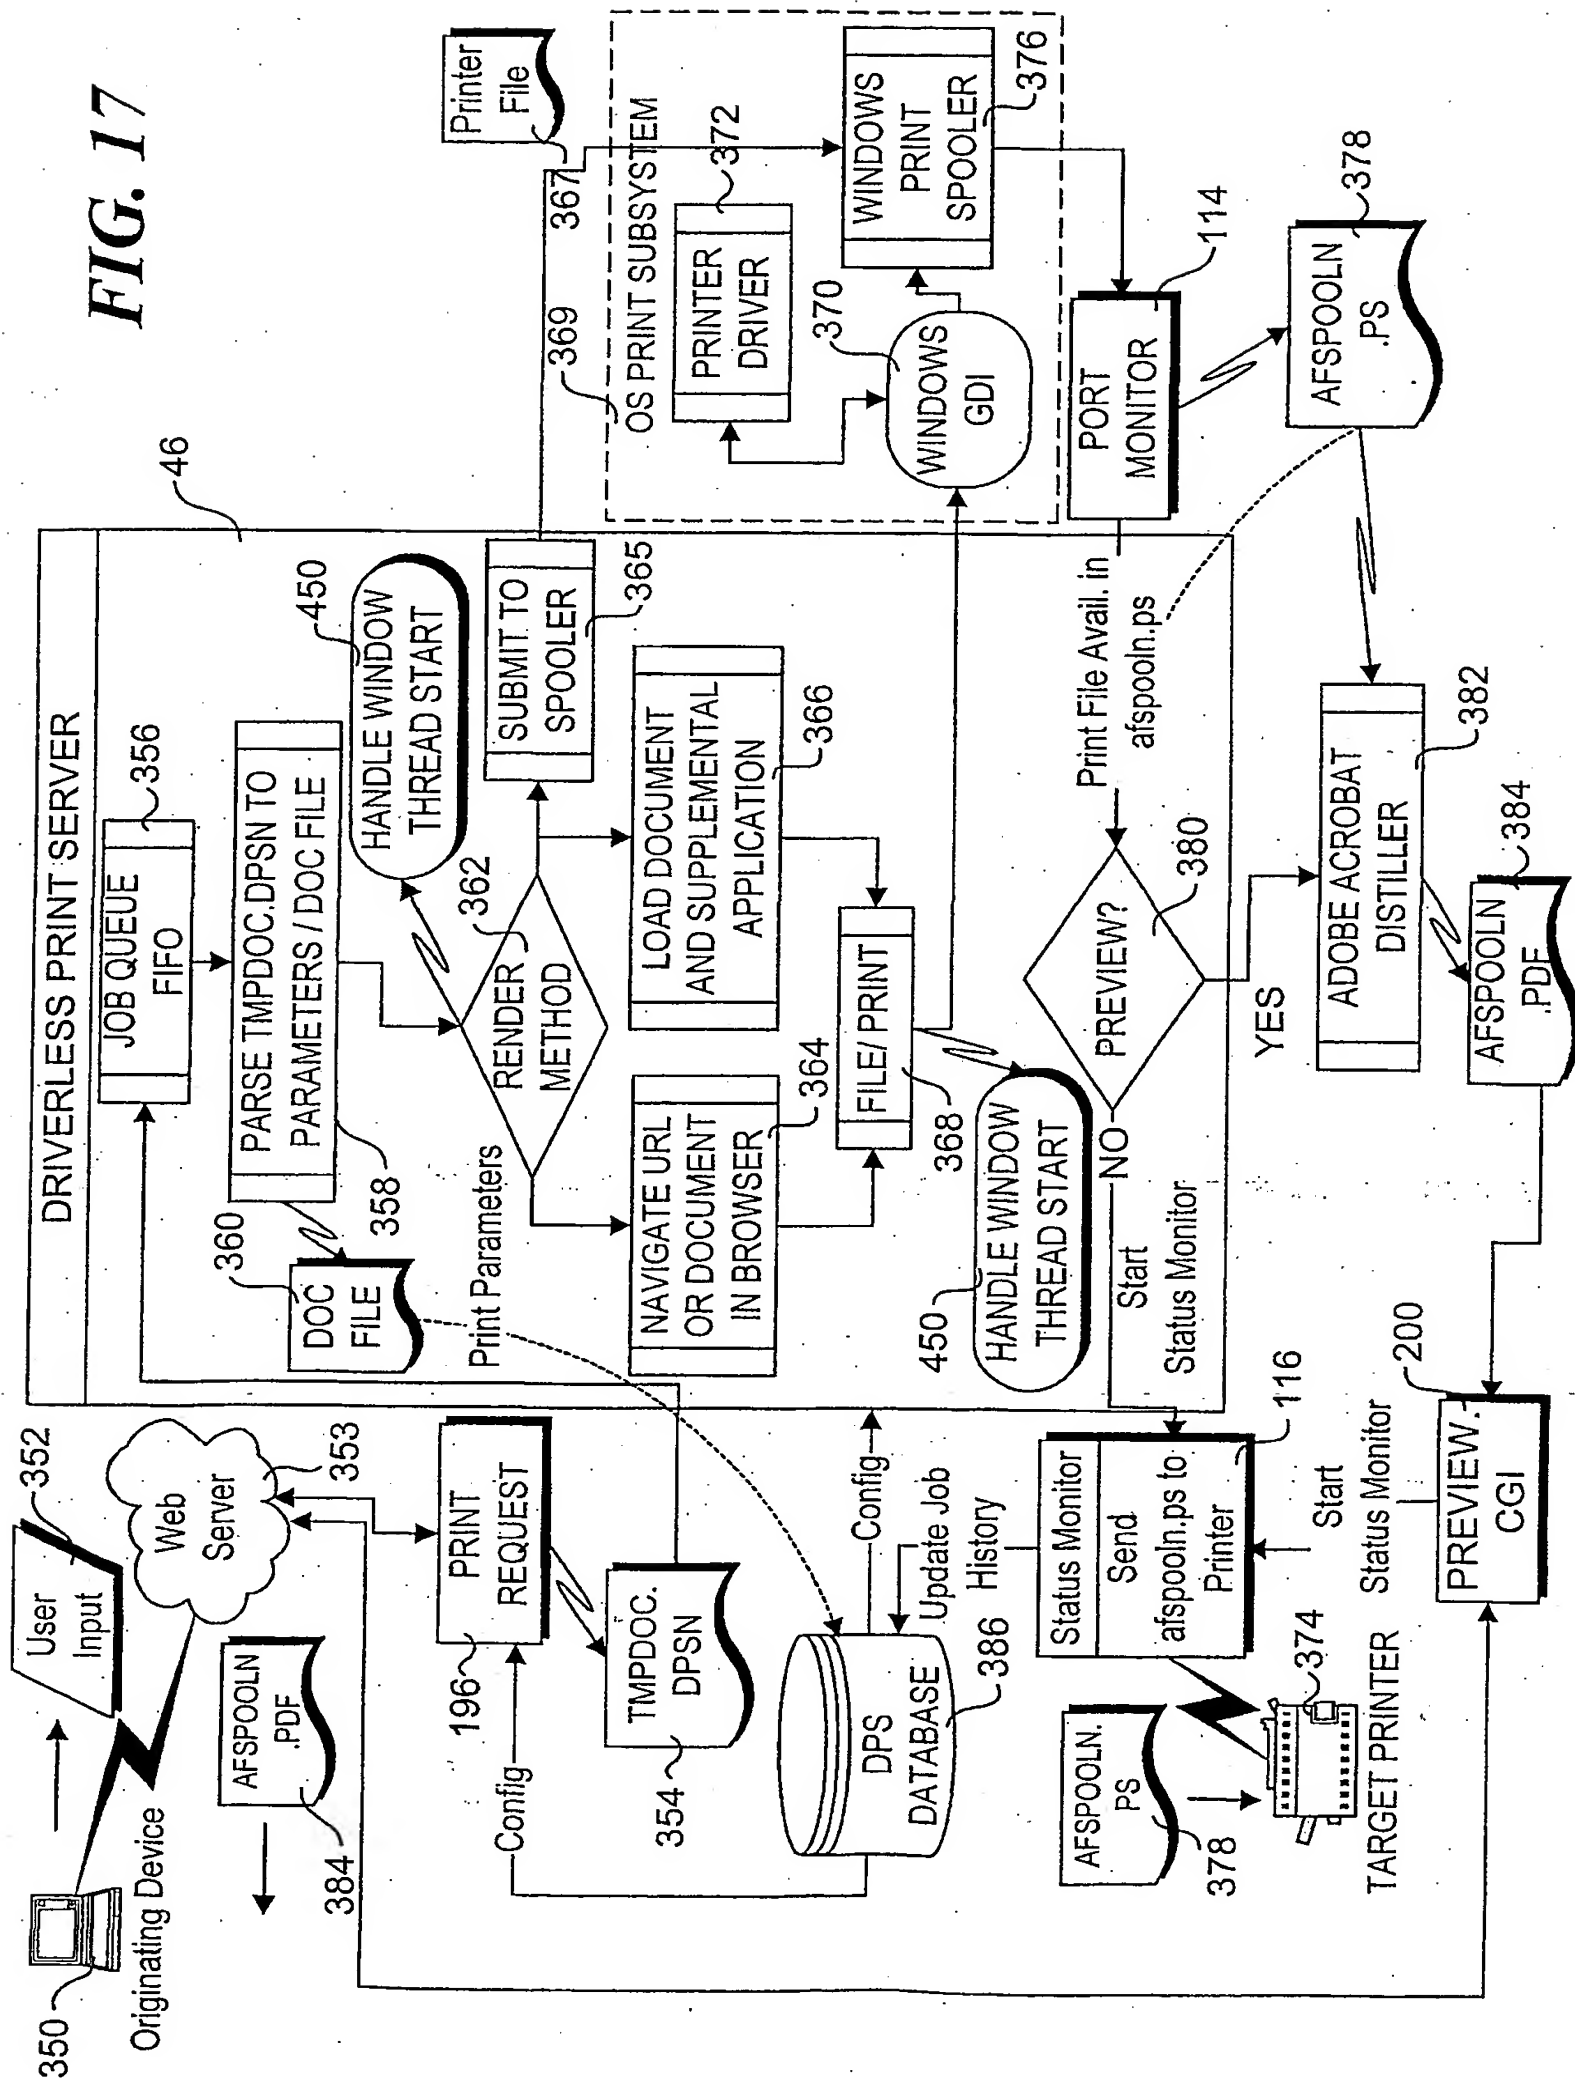 FIG. 17
350
Originating Device
User
Input
352
Web
Server
353
AFSPOOLN
.PDF
384
PRINT
REQUEST
196
Config
TMPDOC.
DPSN
354
DPS
DATABASE
386
Config
Update Job
History
Status Monitor
Send
afspooln.ps to
Printer
116
AFSPOOLN.
PS
378
374
TARGET PRINTER
Start
Status Monitor
PREVIEW.
CGI
200
DRIVERLESS PRINT SERVER
46
JOB QUEUE
FIFO
356
PARSE TMPDOC.DPSN TO
PARAMETERS / DOC FILE
358
DOC
FILE
360
Print Parameters
HANDLE WINDOW
THREAD START
450
RENDER
METHOD
362
SUBMIT TO
SPOOLER
365
NAVIGATE URL
OR DOCUMENT
IN BROWSER
364
LOAD DOCUMENT
AND SUPPLEMENTAL
APPLICATION
366
FILE/ PRINT
368
HANDLE WINDOW
THREAD START
450
PREVIEW?
380
NO
YES
Start
Status Monitor
Print File Avail. in
afspooln.ps
Printer
File
367
369
OS PRINT SUBSYSTEM
PRINTER
DRIVER
372
WINDOWS
GDI
370
WINDOWS
PRINT
SPOOLER
376
PORT
MONITOR
114
AFSPOOLN
.PS
378
ADOBE ACROBAT
DISTILLER
382
AFSPOOLN
.PDF
384